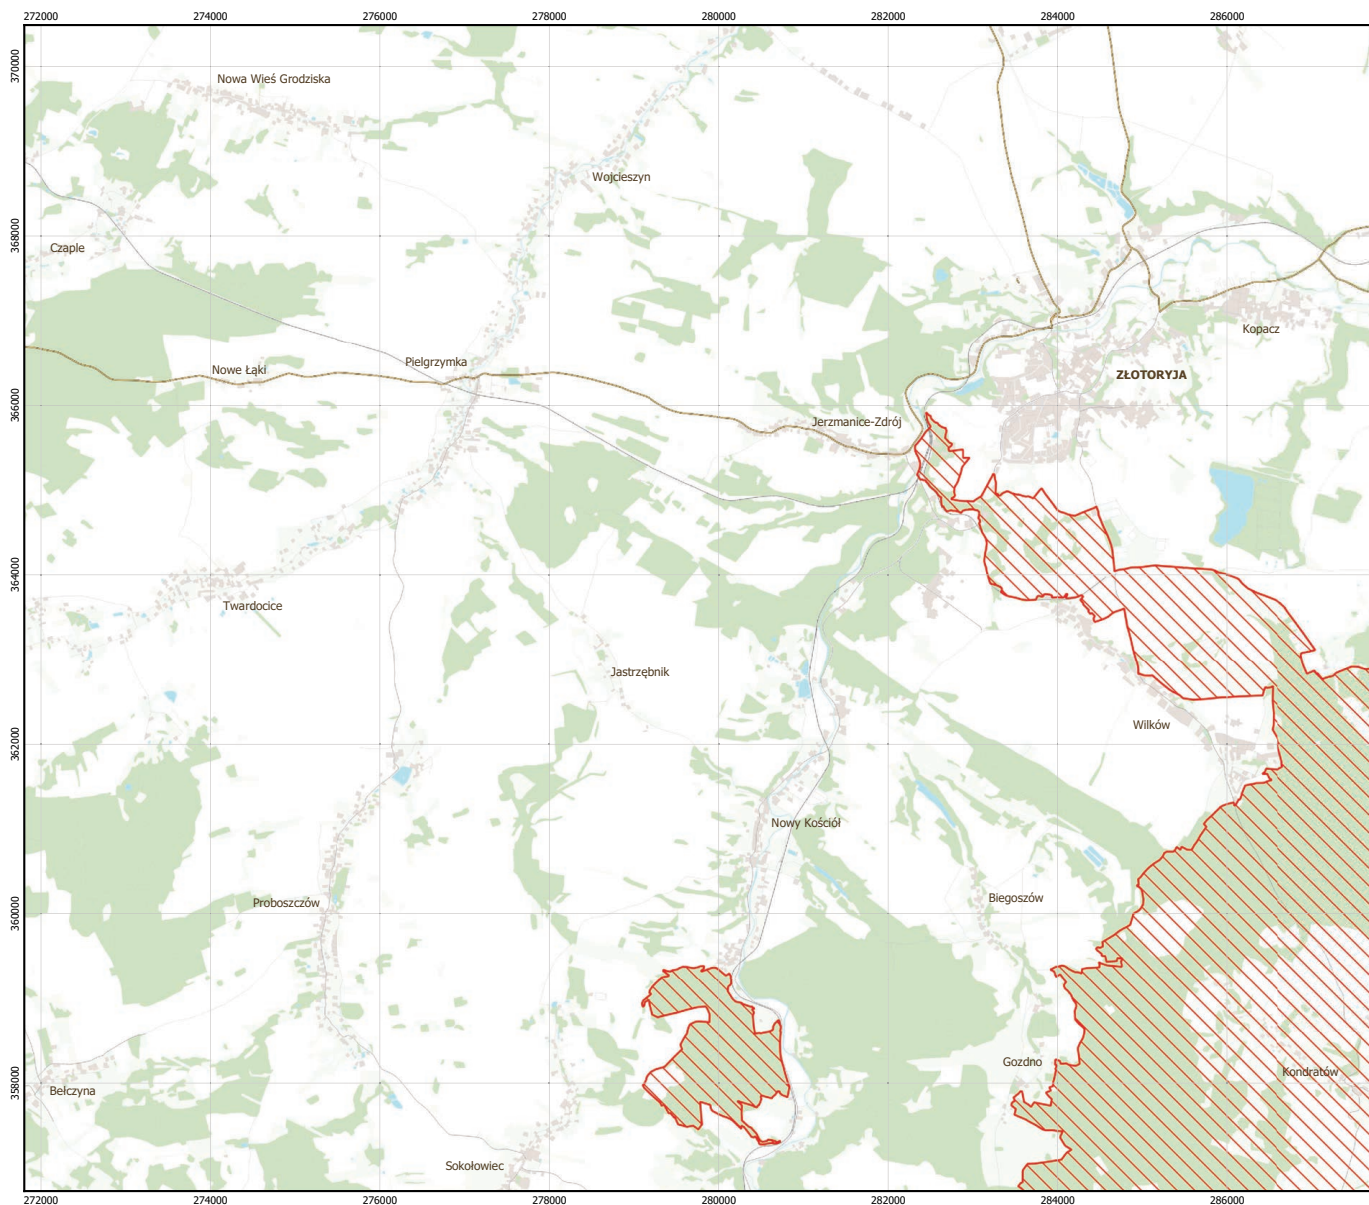 272000 274000 276000 278000 280000 282000 284000 286000
370000
Nowa Wieś Grodziska
Wojcieszyn
368000
Czaple
Kopacz
Pielgrzymka
Nowe Łąki
ZŁOTORYJA
366000
Jerzmanice-Zdrój
364000
Twardocice
Jastrzębnik
Wilków
362000
Nowy Kościół
Proboszczów
Biegoszów
360000
Gozdno
Kondratów
358000
Bełczyna
Sokołowiec
272000 274000 276000 278000 280000 282000 284000 286000